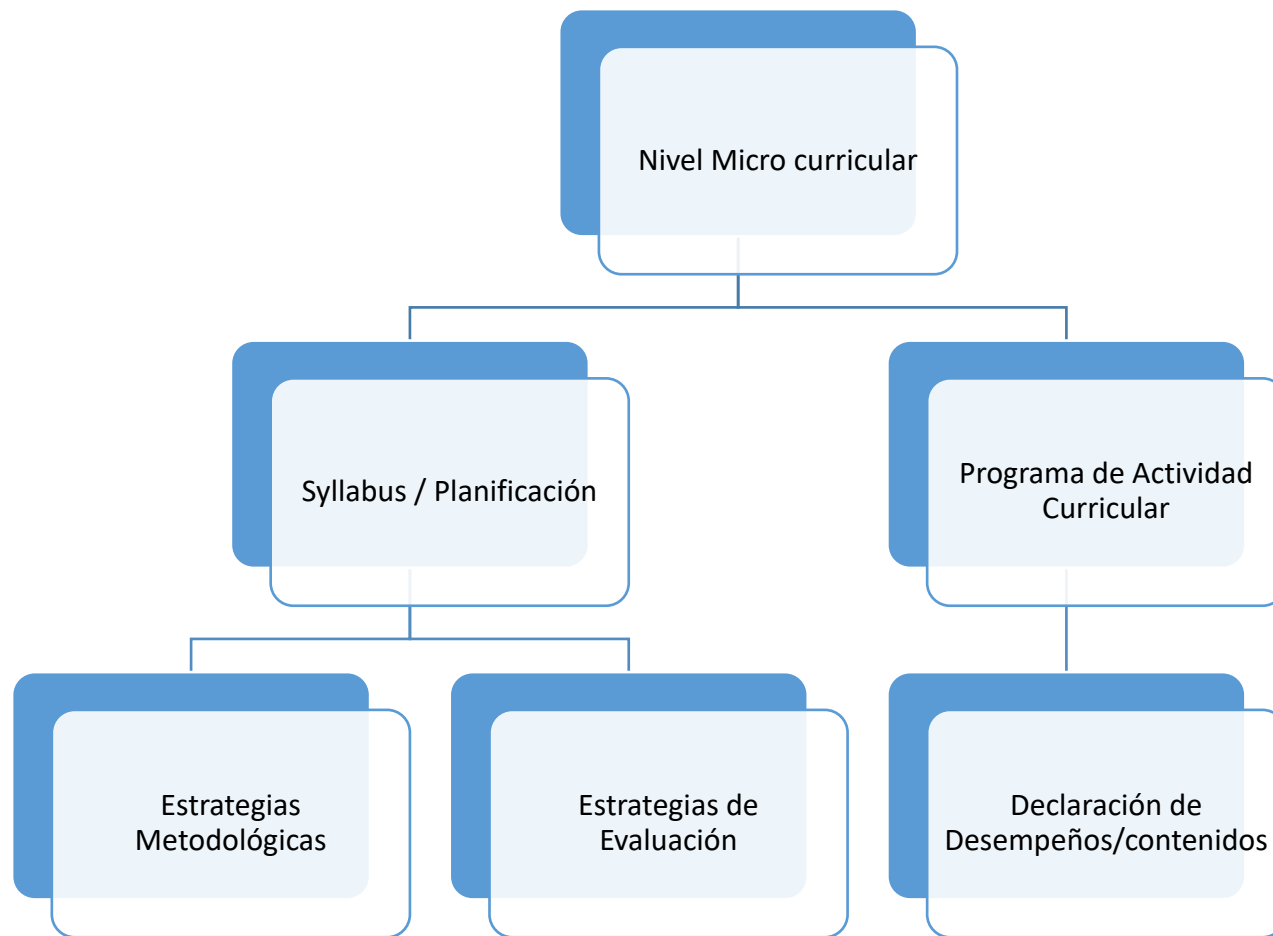 Nivel Micro curricular
Syllabus / Planificación
Programa de Actividad
Curricular
Estrategias
Metodológicas
Estrategias de
Evaluación
Declaración de
Desempeños/contenidos